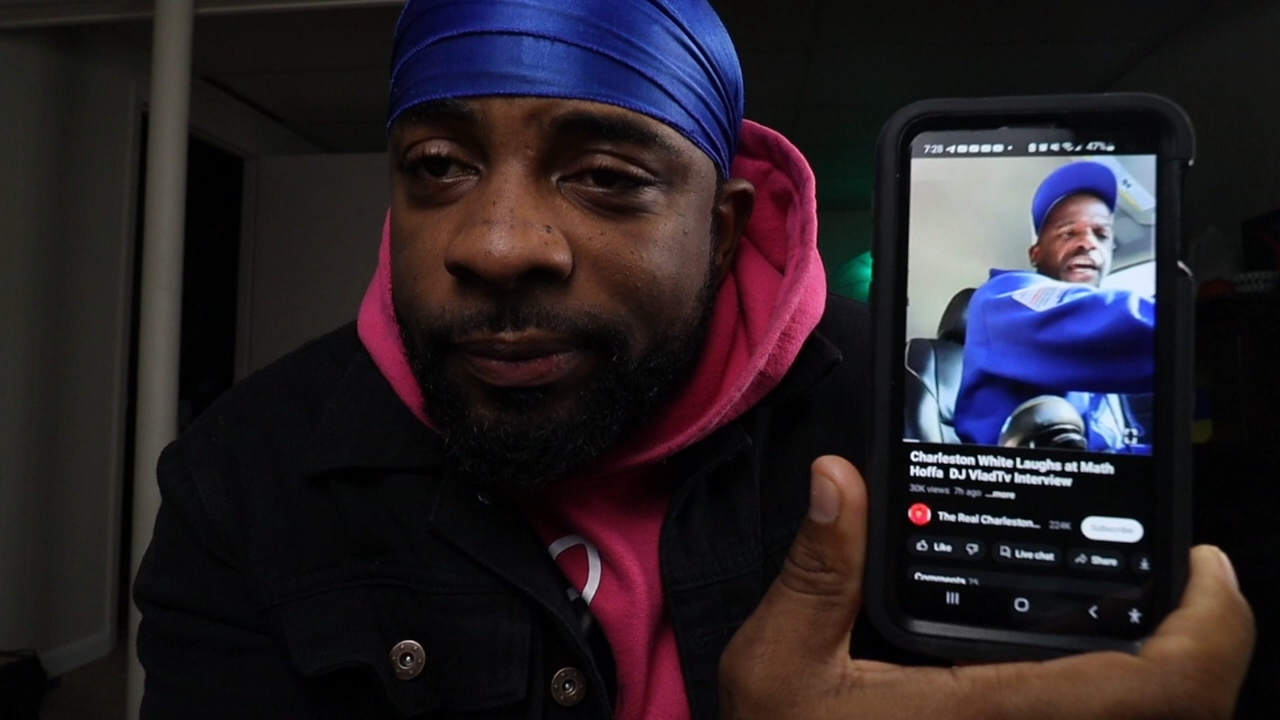 7:28 47%
Charleston White Laughs at Math
Hoffa DJ VladTv Interview
30K views 7h ago ...more
The Real Charleston... 224K Subscribe
Like Live chat Share
Comments 75